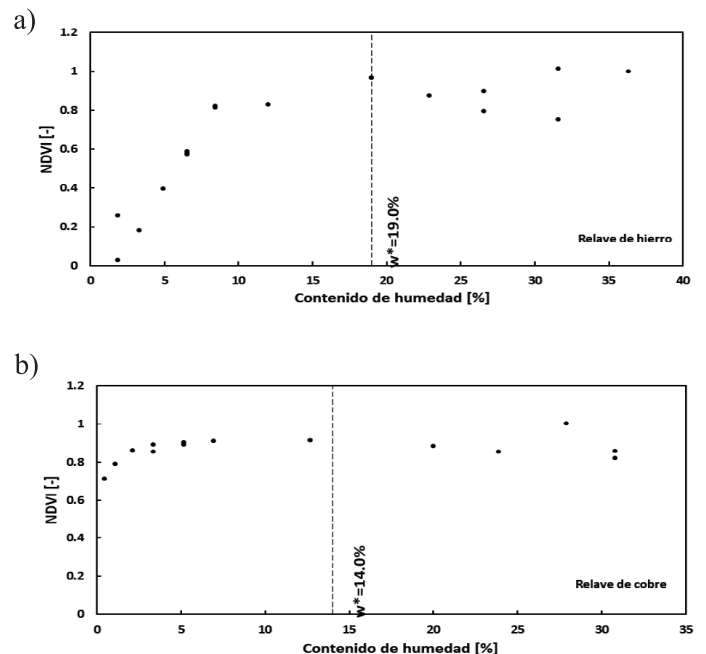 a)
1.2
1
0.8
0.6
0.4
0.2
0
NDVI [-]
w*=19.0%
Relave de hierro
0 5 10 15 20 25 30 35 40
Contenido de humedad [%]
b)
1.2
1
0.8
0.6
0.4
0.2
0
NDVI [-]
w*=14.0%
Relave de cobre
0 5 10 15 20 25 30 35
Contenido de humedad [%]